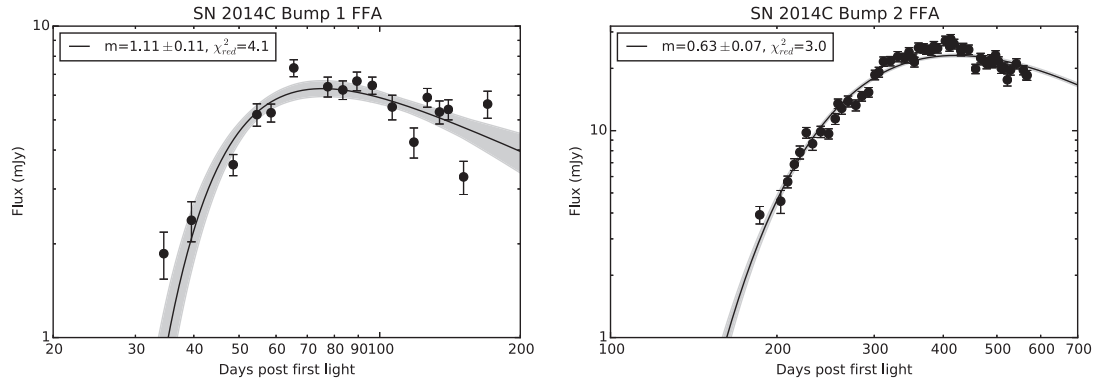 SN 2014C Bump 1 FFA
m=1.11±0.11, χ²red=4.1
10
Flux (mJy)
1
20 30 40 50 60 70 80 90100 200
Days post first light
SN 2014C Bump 2 FFA
m=0.63±0.07, χ²red=3.0
10
Flux (mJy)
1
100 200 300 400 500 600 700
Days post first light